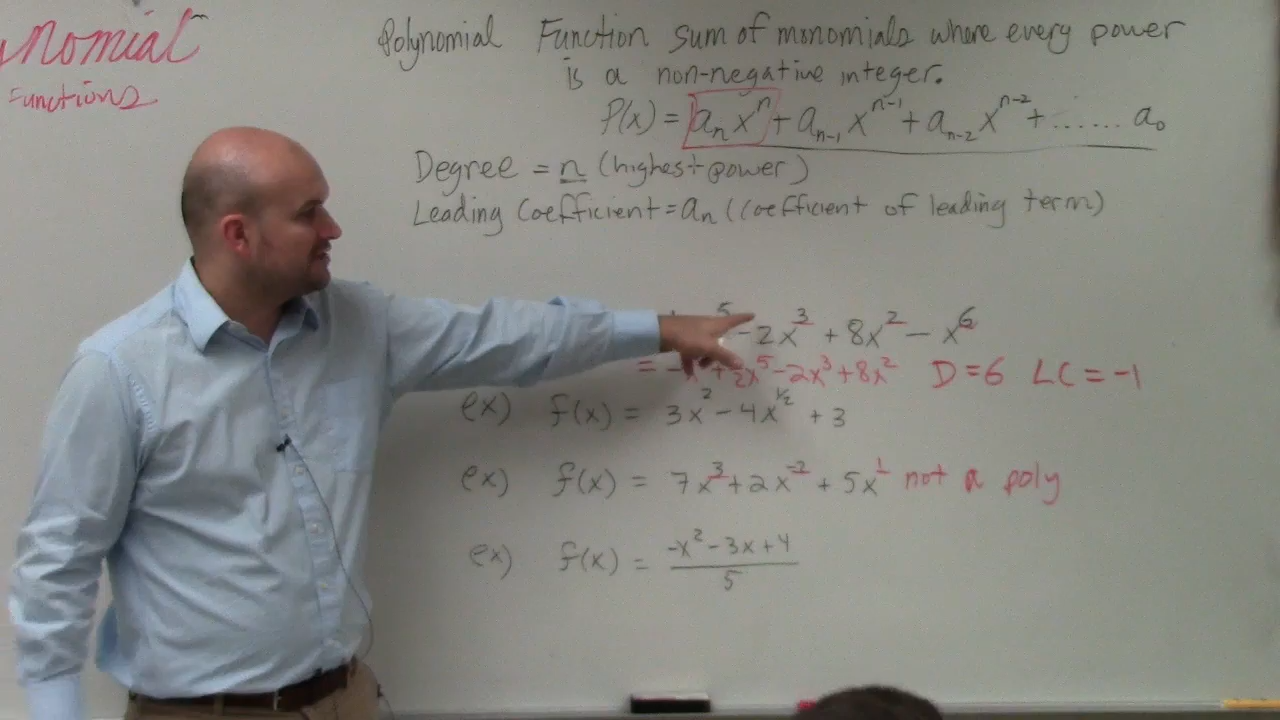 nomial
Functions
Polynomial Function sum of monomials where every power
is a non-negative integer.
P(x) = aₙxⁿ + aₙ₋₁xⁿ⁻¹ + aₙ₋₂xⁿ⁻² + ...... a₀
Degree = n (highest power)
Leading Coefficient = aₙ (coefficient of leading term)
⁵ - 2x³ + 8x² - x⁶
= -x + ½x⁵ - 2x³ + 8x² D = 6 LC = -1
ex) f(x) = 3x² - 4x^½ + 3
ex) f(x) = 7x³ + 2x⁻² + 5x¹ not a poly
ex) f(x) = -x² - 3x + 4
5